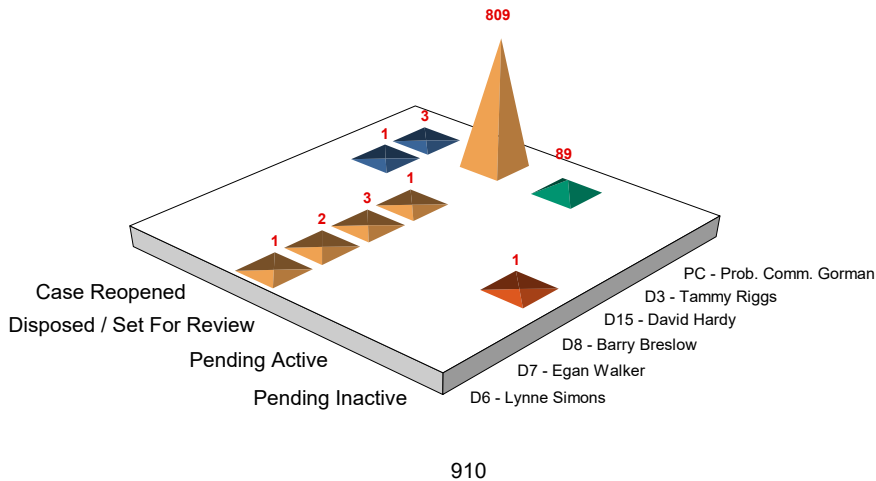 809
3
1
89
1
3
2
1
1
PC - Prob. Comm. Gorman
D3 - Tammy Riggs
D15 - David Hardy
D8 - Barry Breslow
D7 - Egan Walker
D6 - Lynne Simons
Case Reopened
Disposed / Set For Review
Pending Active
Pending Inactive
910